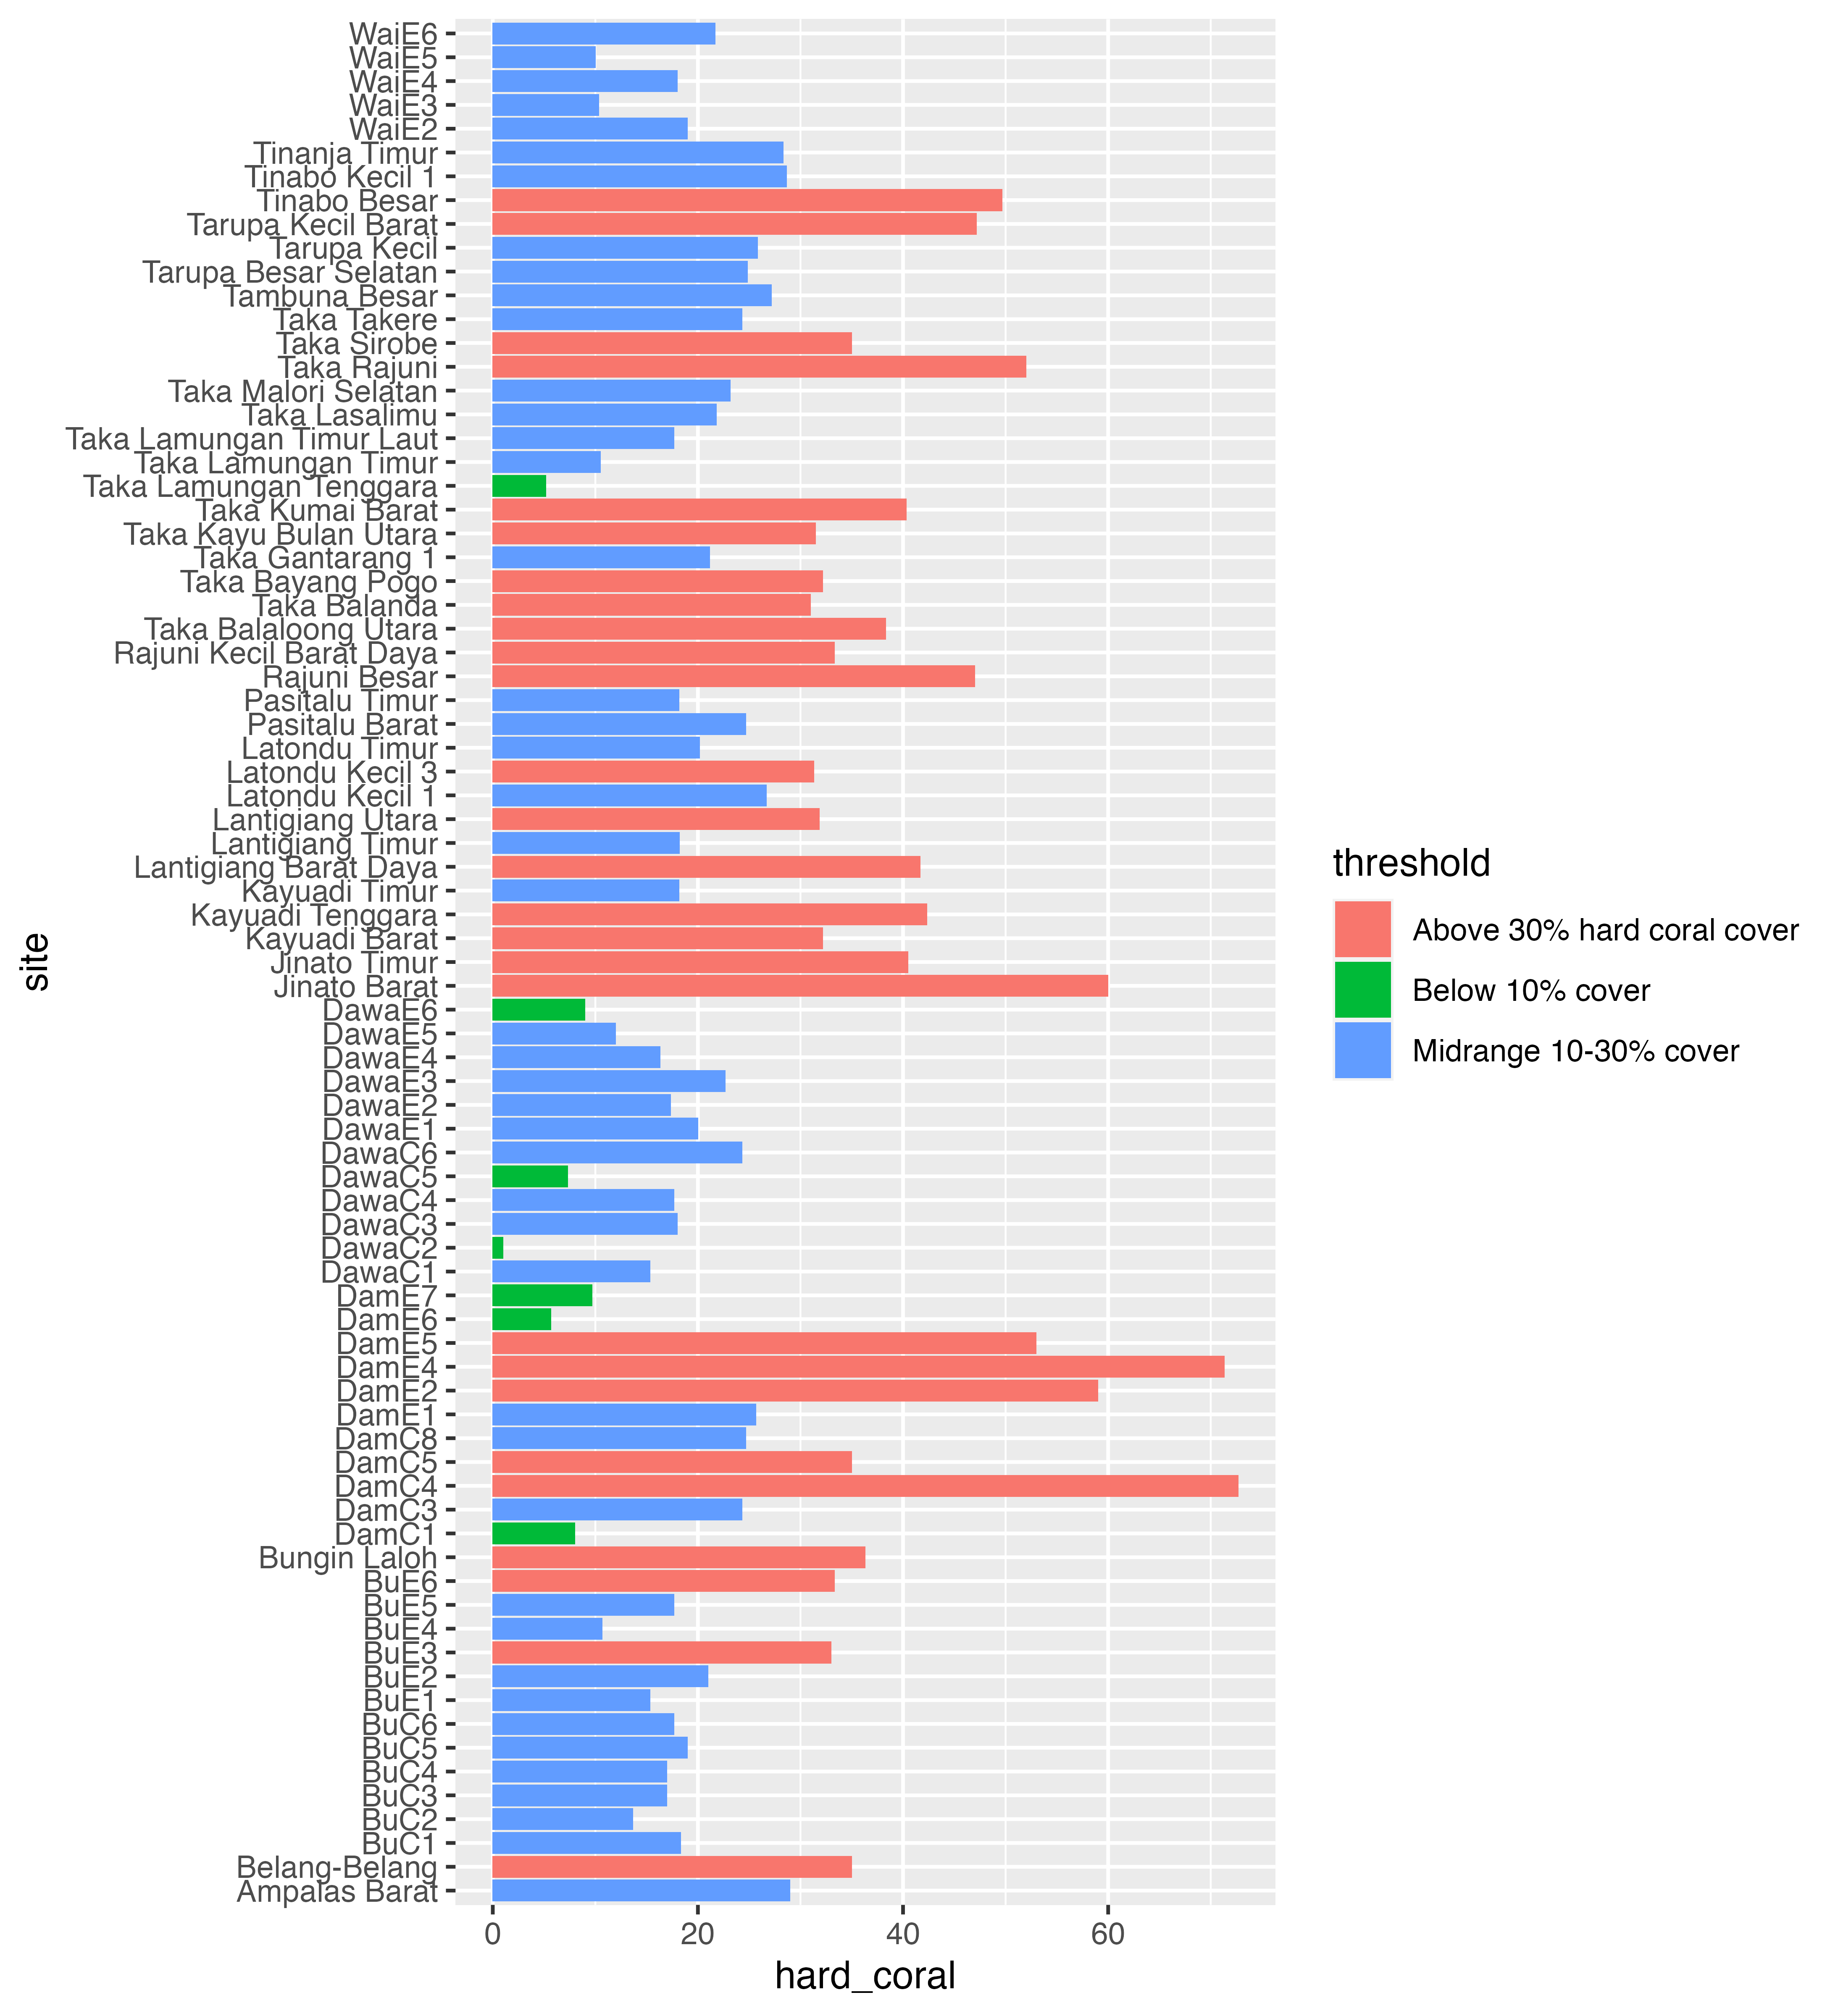 WaiE6
WaiE5
WaiE4
WaiE3
WaiE2
Tinanja Timur
Tinabo Kecil 1
Tinabo Besar
Tarupa Kecil Barat
Tarupa Kecil
Tarupa Besar Selatan
Tambuna Besar
Taka Takere
Taka Sirobe
Taka Rajuni
Taka Malori Selatan
Taka Lasalimu
Taka Lamungan Timur Laut
Taka Lamungan Timur
Taka Lamungan Tenggara
Taka Kumai Barat
Taka Kayu Bulan Utara
Taka Gantarang 1
Taka Bayang Pogo
Taka Balanda
Taka Balaloong Utara
Rajuni Kecil Barat Daya
Rajuni Besar
Pasitalu Timur
Pasitalu Barat
Latondu Timur
Latondu Kecil 3
Latondu Kecil 1
Lantigiang Utara
Lantigiang Timur
Lantigiang Barat Daya
Kayuadi Timur
Kayuadi Tenggara
Kayuadi Barat
Jinato Timur
Jinato Barat
DawaE6
DawaE5
DawaE4
DawaE3
DawaE2
DawaE1
DawaC6
DawaC5
DawaC4
DawaC3
DawaC2
DawaC1
DamE7
DamE6
DamE5
DamE4
DamE2
DamE1
DamC8
DamC5
DamC4
DamC3
DamC1
Bungin Laloh
BuE6
BuE5
BuE4
BuE3
BuE2
BuE1
BuC6
BuC5
BuC4
BuC3
BuC2
BuC1
Belang-Belang
Ampalas Barat
site
0 20 40 60
hard_coral
threshold
Above 30% hard coral cover
Below 10% cover
Midrange 10-30% cover